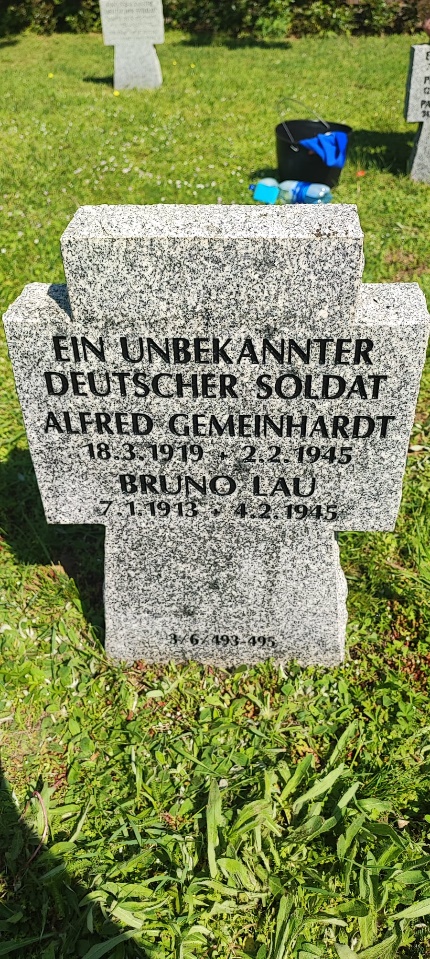 EIN UNBEKANNTER
DEUTSCHER SOLDAT
ALFRED GEMEINHARDT
18.3.1919 + 2.2.1945
BRUNO LAU
7.1.1913 + 4.2.1945
3/6/493-495